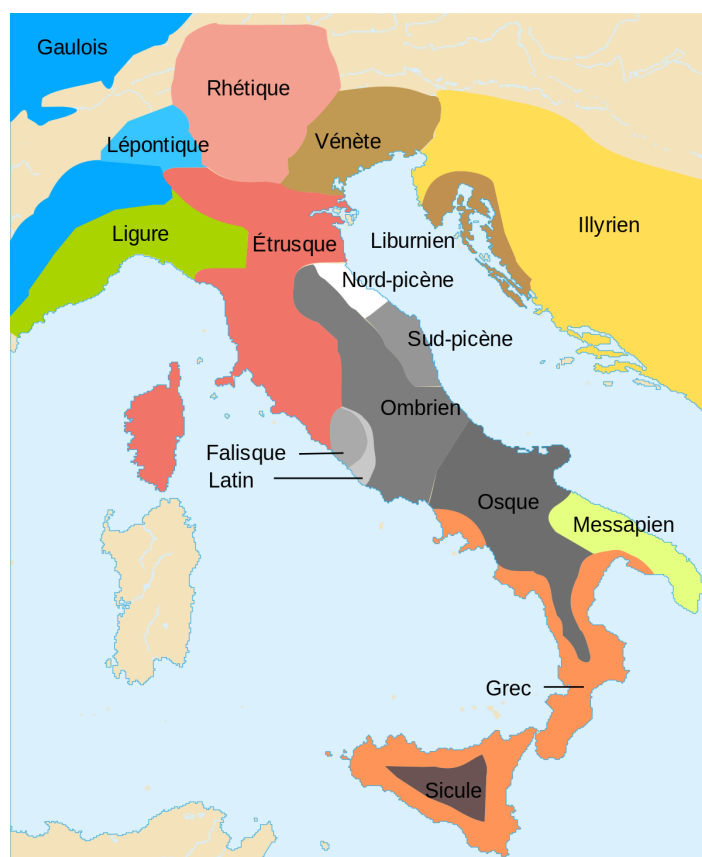 Gaulois
Rhétique
Lépontique
Vénète
Ligure
Étrusque
Liburnien
Illyrien
Nord-picène
Sud-picène
Ombrien
Falisque
Latin
Osque
Messapien
Grec
Sicule